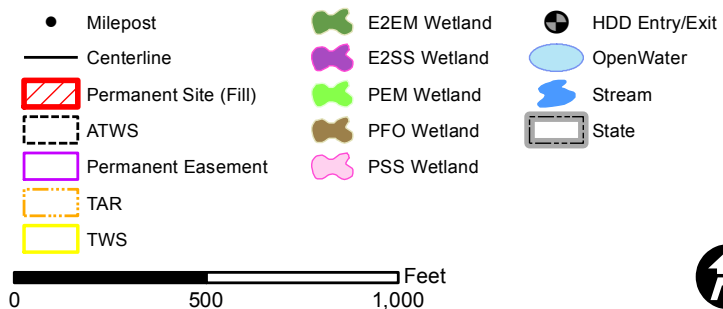 Milepost
Centerline
Permanent Site (Fill)
ATWS
Permanent Easement
TAR
TWS
E2EM Wetland
E2SS Wetland
PEM Wetland
PFO Wetland
PSS Wetland
HDD Entry/Exit
OpenWater
Stream
State
Feet
0 500 1,000